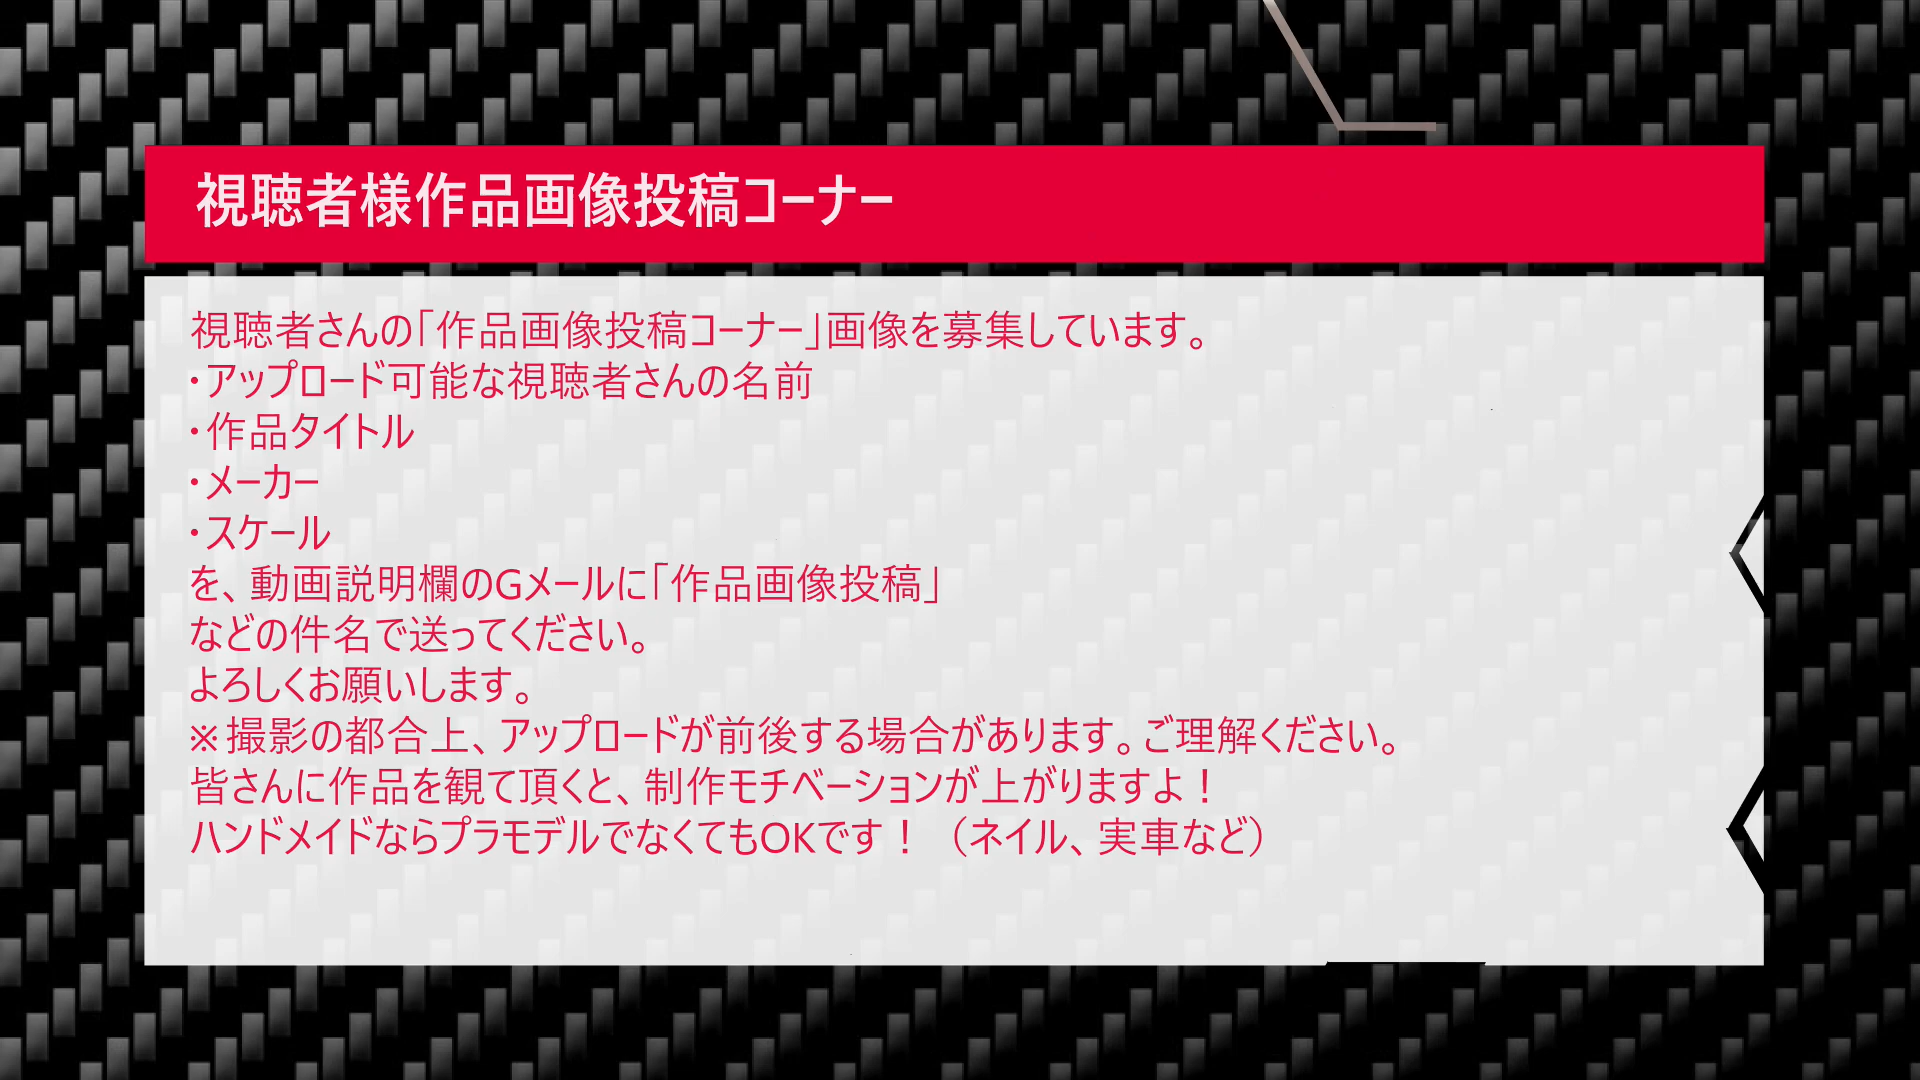 視聴者様作品画像投稿コーナー
視聴者さんの「作品画像投稿コーナー」画像を募集しています。
・アップロード可能な視聴者さんの名前
・作品タイトル
・メーカー
・スケール
を、動画説明欄のGメールに「作品画像投稿」
などの件名で送ってください。
よろしくお願いします。
※撮影の都合上、アップロードが前後する場合があります。ご理解ください。
皆さんに作品を観て頂くと、制作モチベーションが上がりますよ！
ハンドメイドならプラモデルでなくてもOKです！（ネイル、実車など）